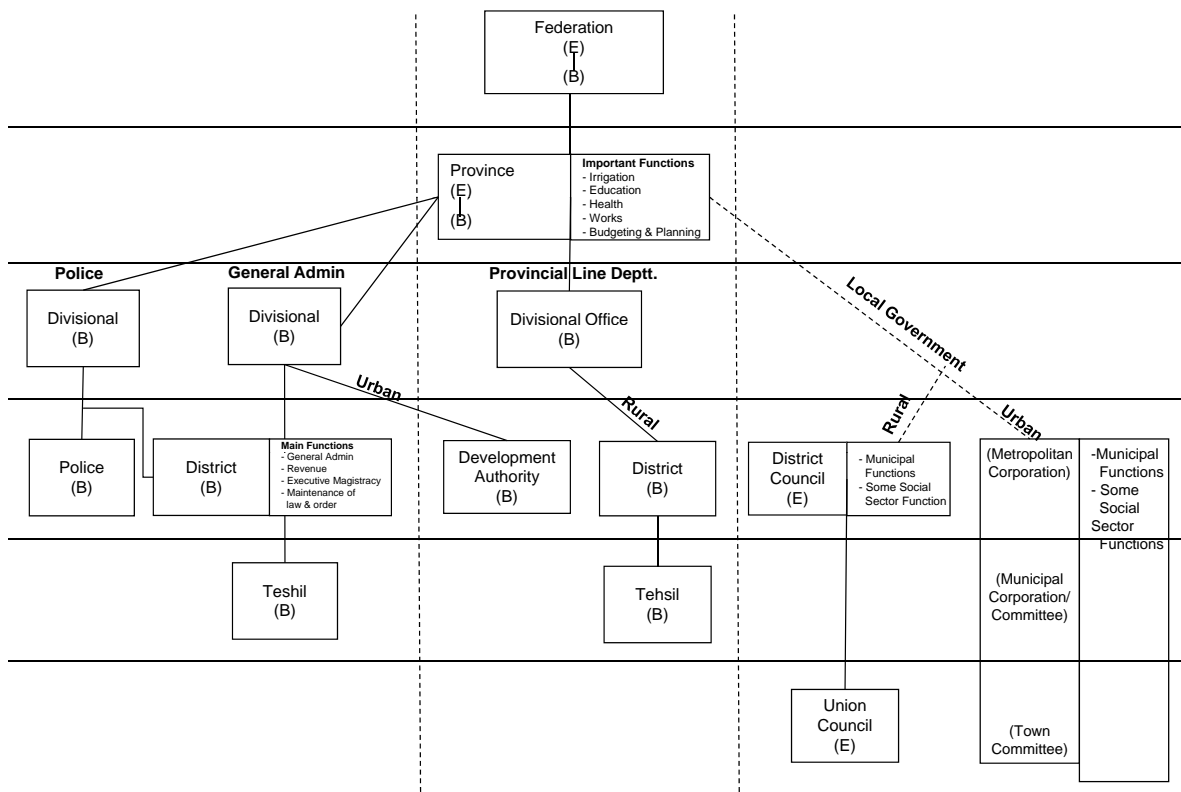 Federation
(E)
(B)
Province
(E)
(B)
Important Functions
- Irrigation
- Education
- Health
- Works
- Budgeting & Planning
Police
General Admin
Provincial Line Deptt.
Local Government
Divisional
(B)
Divisional
(B)
Divisional Office
(B)
Urban
Rural
Rural
Urban
Police
(B)
District
(B)
Main Functions
- General Admin
- Revenue
- Executive Magistracy
- Maintenance of
law & order
Development
Authority
(B)
District
(B)
District
Council
(E)
- Municipal
Functions
- Some Social
Sector Function
(Metropolitan
Corporation)
-Municipal
Functions
- Some
Social
Sector
Functions
Teshil
(B)
Tehsil
(B)
(Municipal
Corporation/
Committee)
Union
Council
(E)
(Town
Committee)